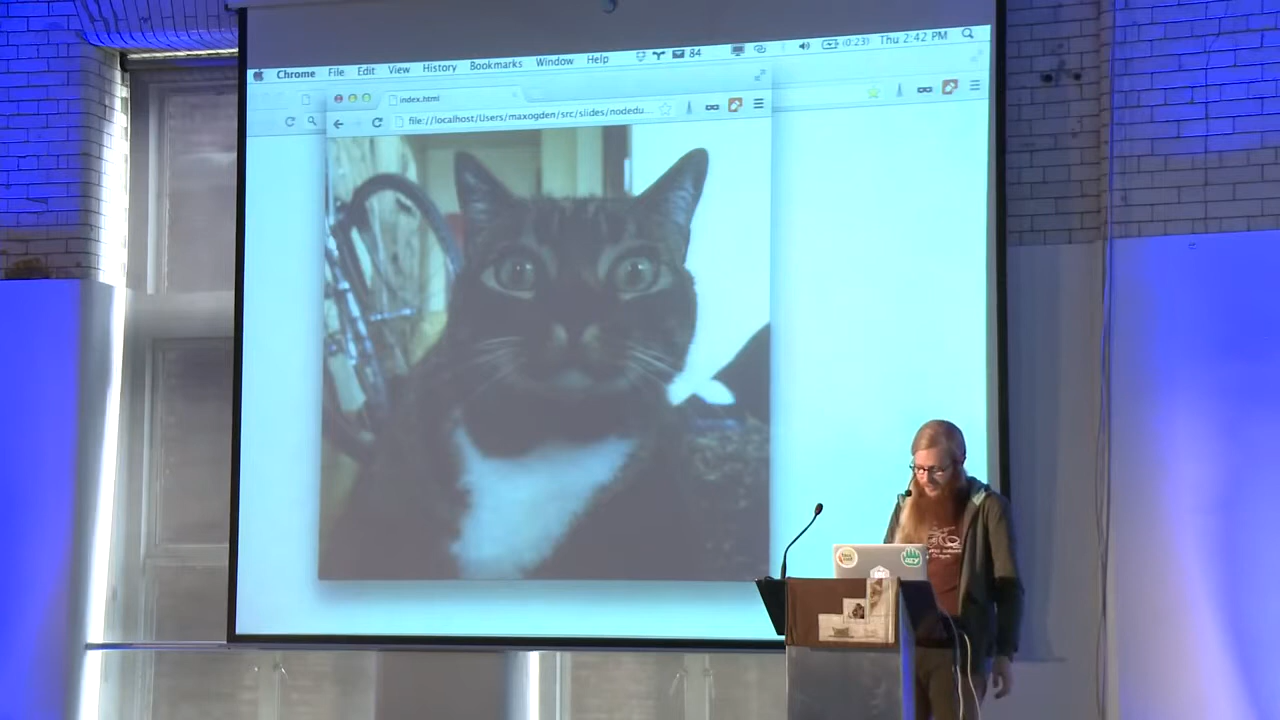 Chrome File Edit View History Bookmarks Window Help 84 (0:23) Thu 2:42 PM
index.html
file://localhost/Users/maxogden/src/slides/nodedu...